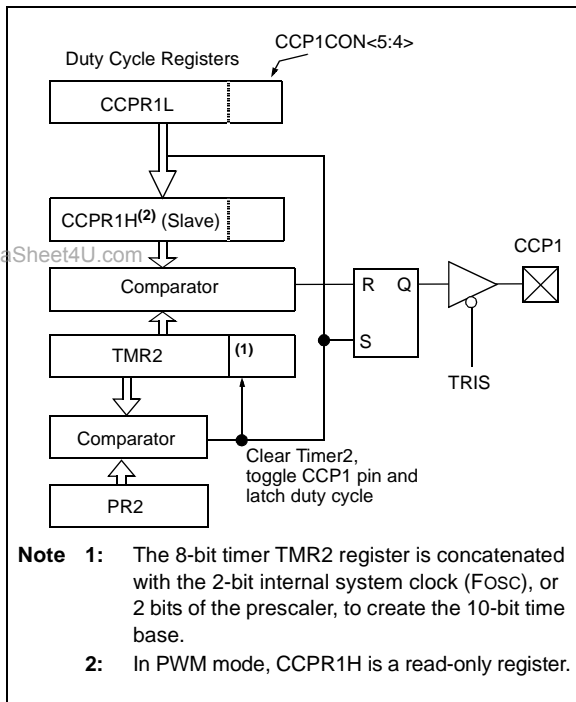 CCP1CON<5:4>
Duty Cycle Registers
CCPR1L
CCPR1H(2) (Slave)
aSheet4U.com
CCP1
Comparator
R Q
TMR2 (1)
S
TRIS
Comparator
Clear Timer2,
toggle CCP1 pin and
latch duty cycle
PR2
Note 1: The 8-bit timer TMR2 register is concatenated
with the 2-bit internal system clock (FOSC), or
2 bits of the prescaler, to create the 10-bit time
base.
2: In PWM mode, CCPR1H is a read-only register.